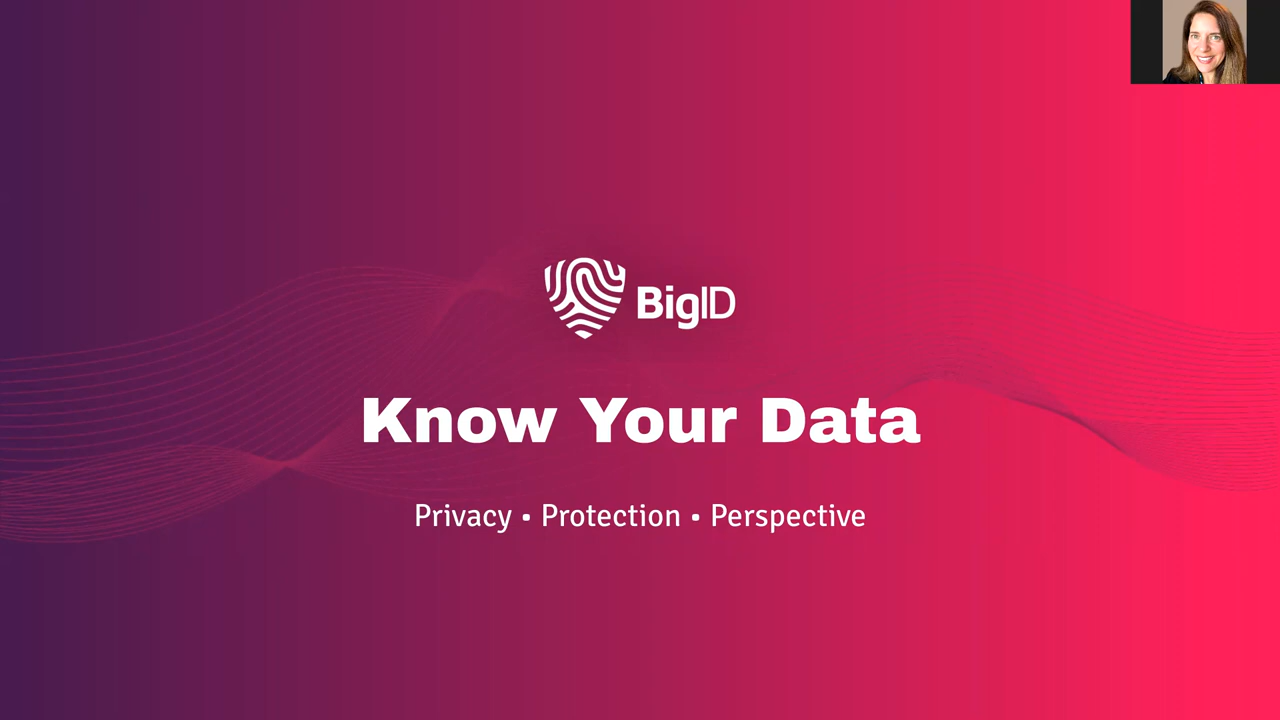 BigID
Know Your Data
Privacy • Protection • Perspective